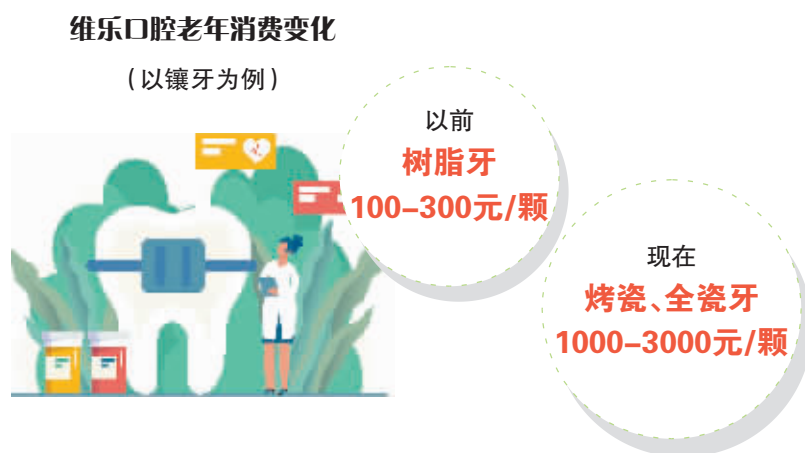 维乐口腔老年消费变化
（以镶牙为例）
以前
树脂牙
100–300元/颗
现在
烤瓷、全瓷牙
1000–3000元/颗